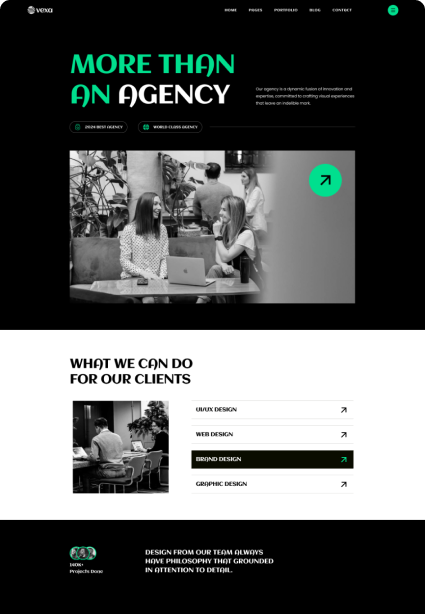 vexa
HOME PAGES PORTFOLIO BLOG CONTACT
MORE THAN
AN AGENCY
Our agency is a dynamic fusion of innovation and
expertise, committed to crafting visual experiences
that leave an indelible mark.
2024 BEST AGENCY
WORLD CLASS AGENCY
WHAT WE CAN DO
FOR OUR CLIENTS
UI/UX DESIGN
WEB DESIGN
BRAND DESIGN
GRAPHIC DESIGN
140K+
Projects Done
DESIGN FROM OUR TEAM ALWAYS
HAVE PHILOSOPHY THAT GROUNDED
IN ATTENTION TO DETAIL.